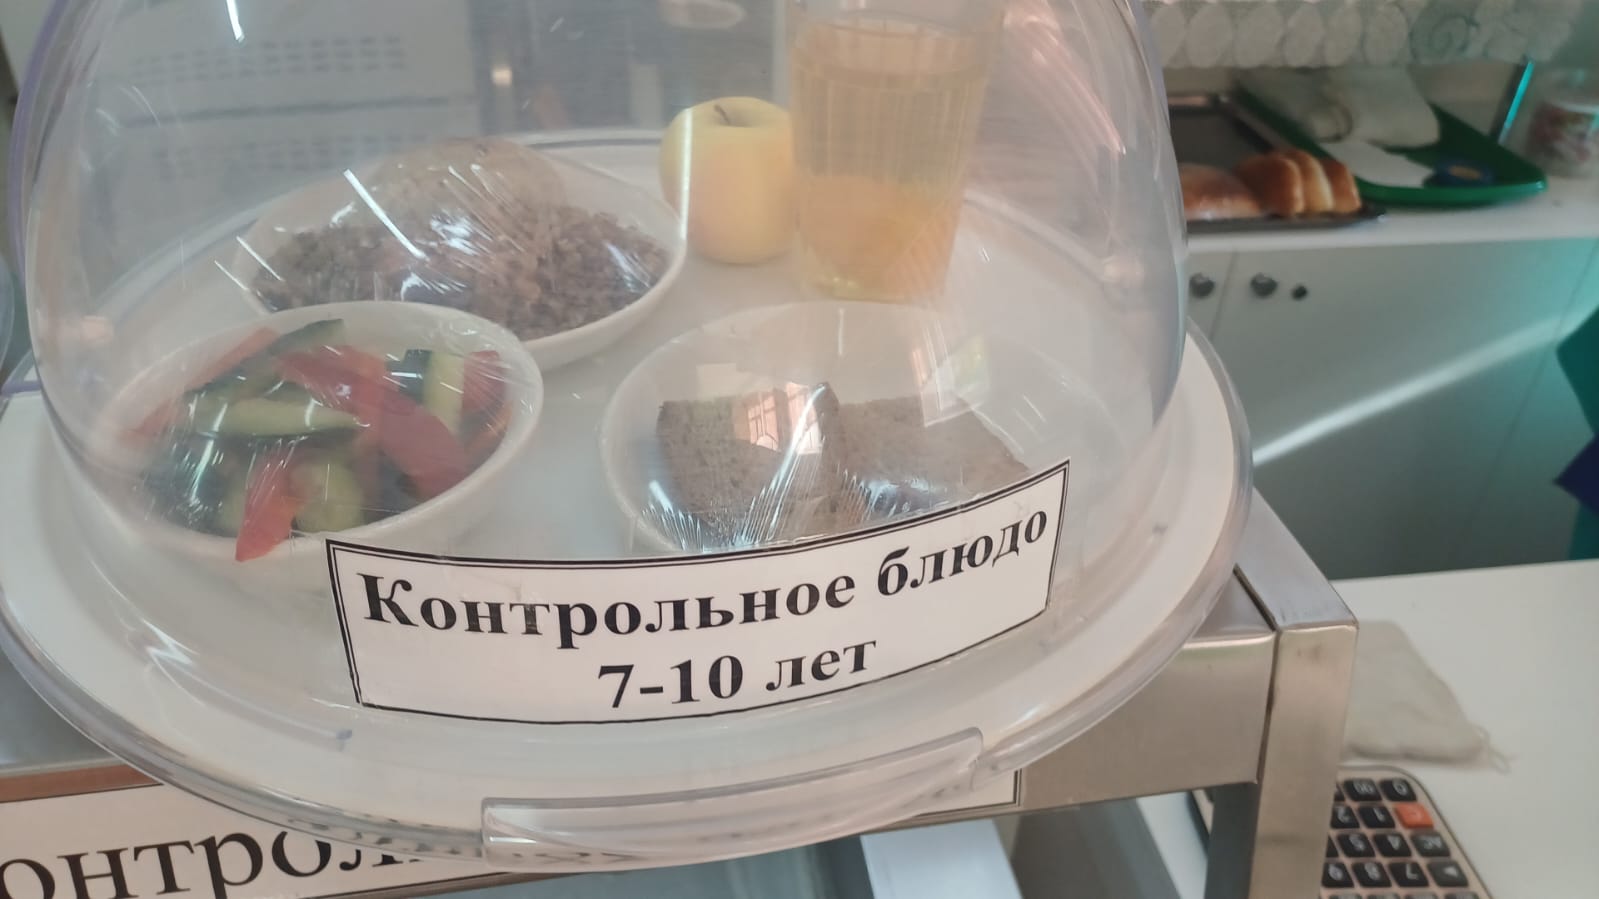 Контрольное блюдо
7-10 лет